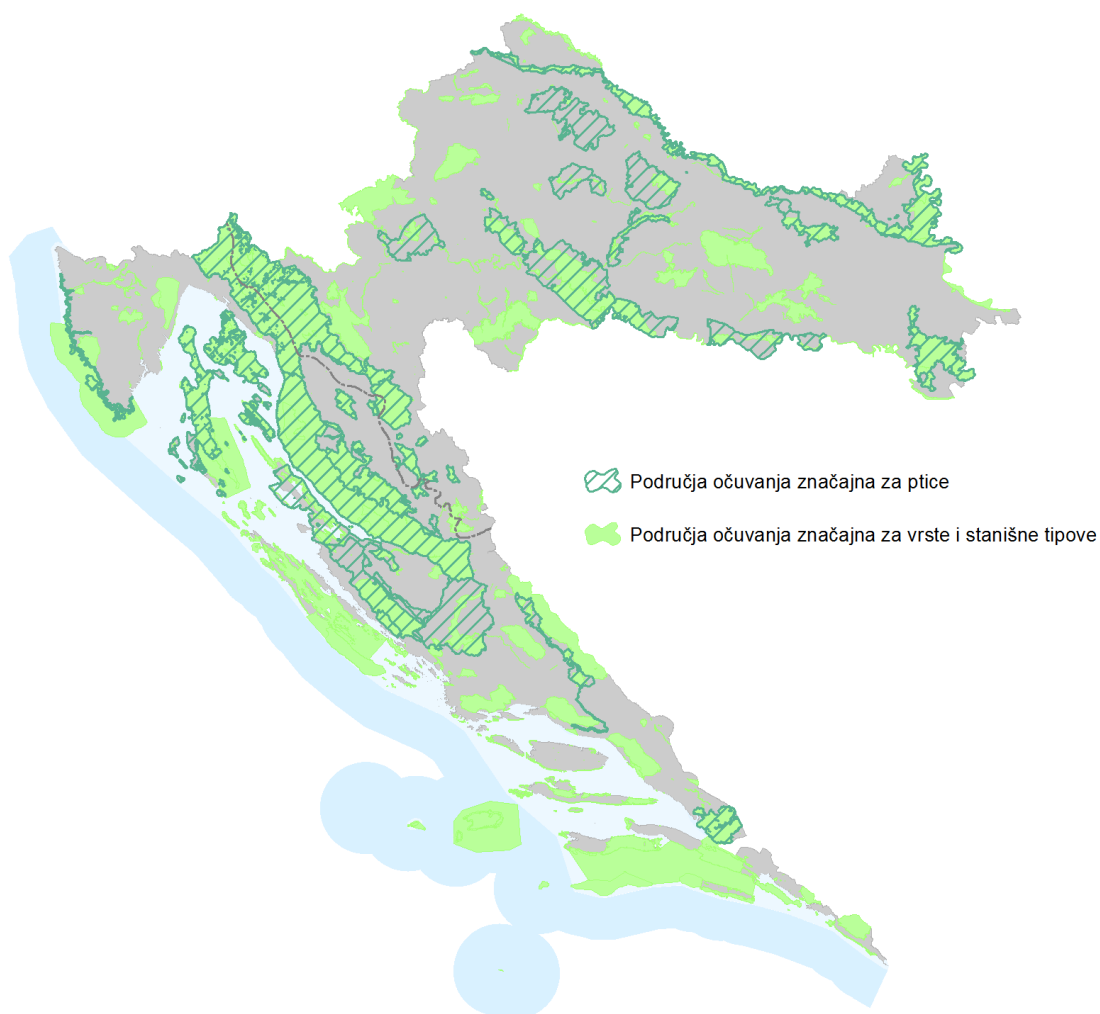 Područja očuvanja značajna za ptice
Područja očuvanja značajna za vrste i stanišne tipove